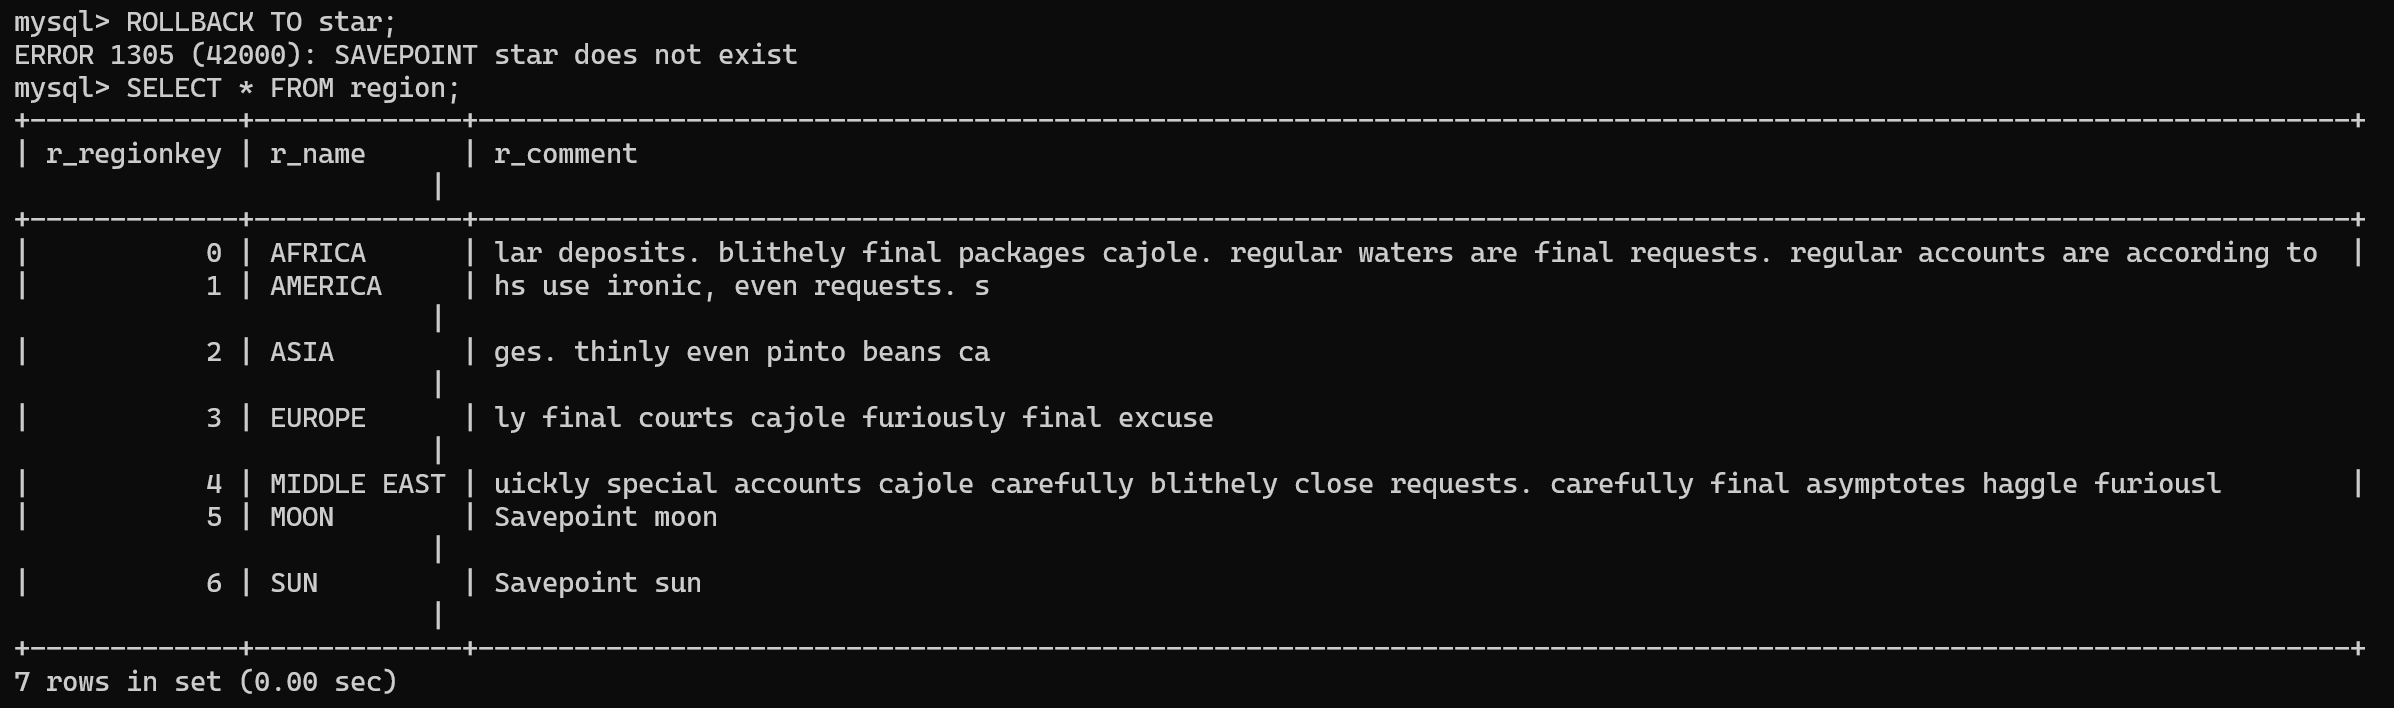 mysql> ROLLBACK TO star;
ERROR 1305 (42000): SAVEPOINT star does not exist
mysql> SELECT * FROM region;
+-------------+-------------+---------------------------------------------------------------------------------------------------------------------+
| r_regionkey | r_name      | r_comment
                          |
+-------------+-------------+---------------------------------------------------------------------------------------------------------------------+
|           0 | AFRICA      | lar deposits. blithely final packages cajole. regular waters are final requests. regular accounts are according to  |
|           1 | AMERICA     | hs use ironic, even requests. s
                          |
|           2 | ASIA        | ges. thinly even pinto beans ca
                          |
|           3 | EUROPE      | ly final courts cajole furiously final excuse
                          |
|           4 | MIDDLE EAST | uickly special accounts cajole carefully blithely close requests. carefully final asymptotes haggle furiousl        |
|           5 | MOON        | Savepoint moon
                          |
|           6 | SUN         | Savepoint sun
                          |
+-------------+-------------+---------------------------------------------------------------------------------------------------------------------+
7 rows in set (0.00 sec)